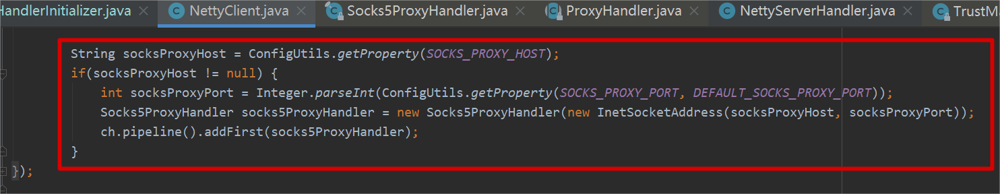 HandlerInitializer.java NettyClient.java Socks5ProxyHandler.java ProxyHandler.java NettyServerHandler.java TrustMa
String socksProxyHost = ConfigUtils.getProperty(SOCKS_PROXY_HOST);
if(socksProxyHost != null) {
int socksProxyPort = Integer.parseInt(ConfigUtils.getProperty(SOCKS_PROXY_PORT, DEFAULT_SOCKS_PROXY_PORT));
Socks5ProxyHandler socks5ProxyHandler = new Socks5ProxyHandler(new InetSocketAddress(socksProxyHost, socksProxyPort));
ch.pipeline().addFirst(socks5ProxyHandler);
}
});